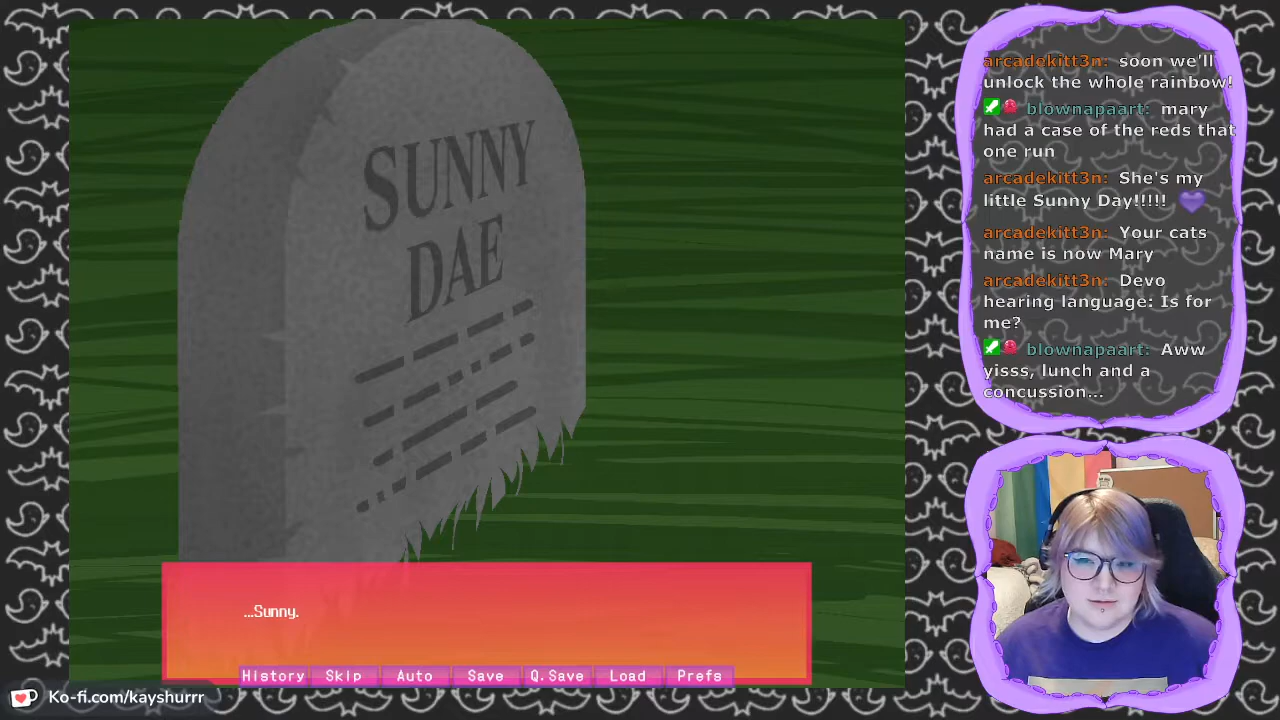 SUNNY
DAE
...Sunny.
History Skip Auto Save Q.Save Load Prefs
Ko-fi.com/kayshurrr
arcadekitt3n: soon we'll
unlock the whole rainbow!
blownapaart: mary
had a case of the reds that
one run
arcadekitt3n: She's my
little Sunny Day!!!!!
arcadekitt3n: Your cats
name is now Mary
arcadekitt3n: Devo
hearing language: Is for
me?
blownapaart: Aww
yisss, lunch and a
concussion...